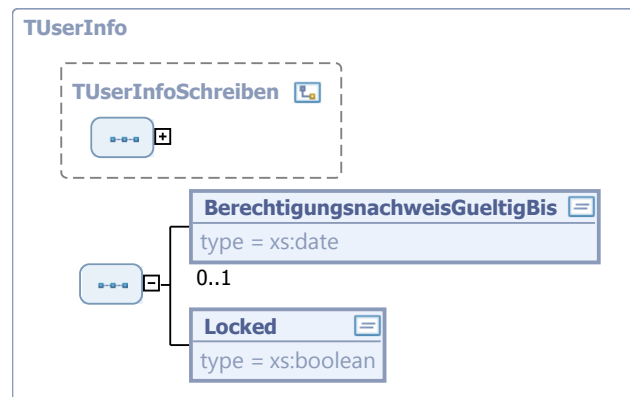 TUserInfo
TUserInfoSchreiben
BerechtigungsnachweisGueltigBis
type = xs:date
0..1
Locked
type = xs:boolean